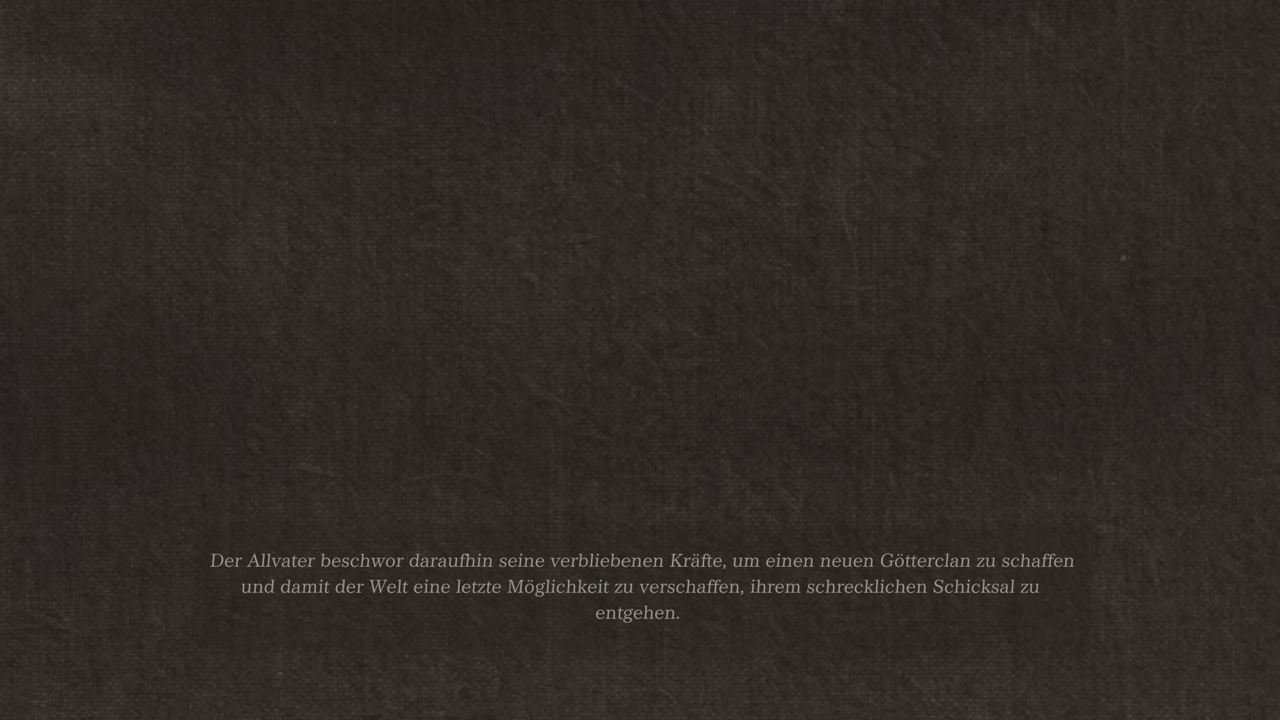 Der Allvater beschwor daraufhin seine verbliebenen Kräfte, um einen neuen Götterclan zu schaffen
und damit der Welt eine letzte Möglichkeit zu verschaffen, ihrem schrecklichen Schicksal zu
entgehen.